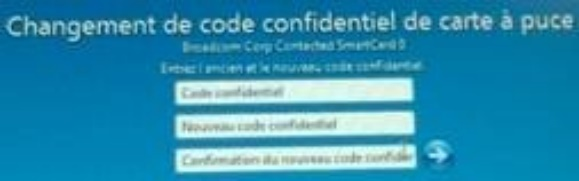 Changement de code confidentiel de carte à puce
Broadcom Corp Contacted SmartCard 0
Entrez l'ancien et le nouveau code confidentiel.
Code confidentiel
Nouveau code confidentiel
Confirmation du nouveau code confider